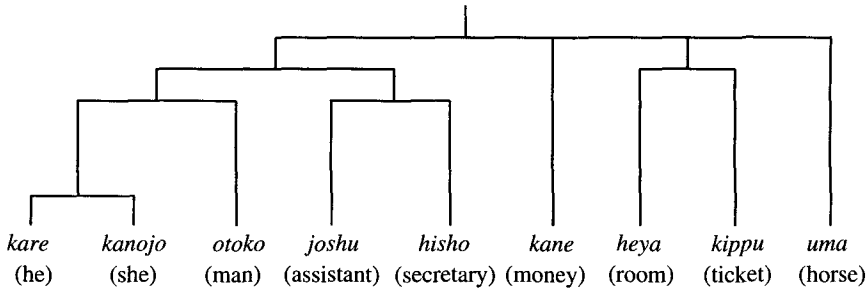 kare kanojo otoko joshu hisho kane heya kippu uma
(he) (she) (man) (assistant) (secretary) (money) (room) (ticket) (horse)